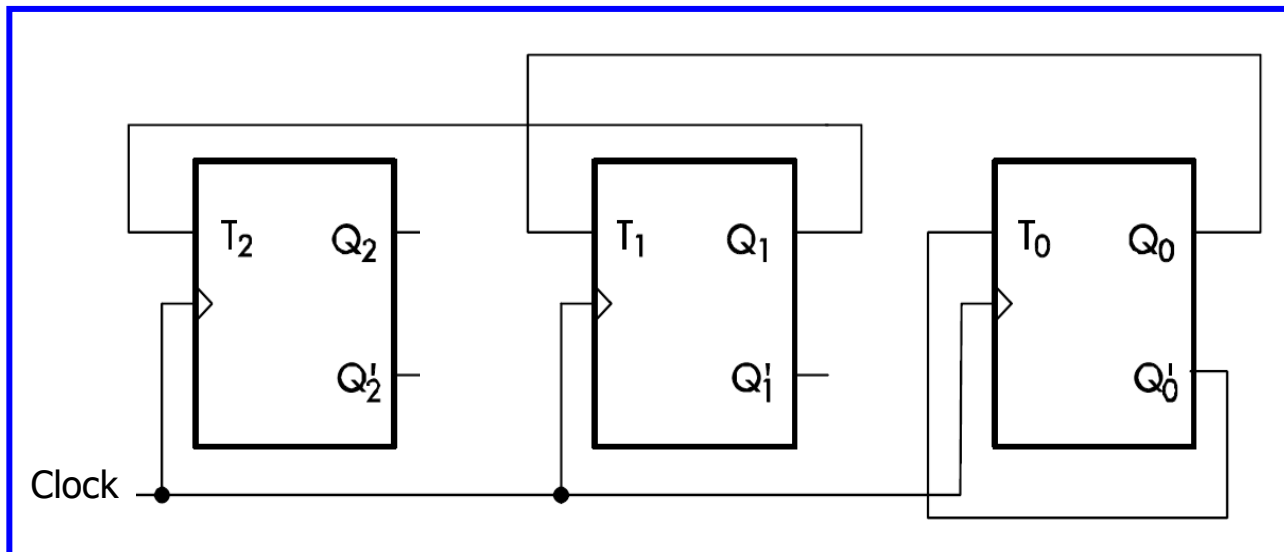 T₂ Q₂ T₁ Q₁ T₀ Q₀
Q'₂ Q'₁ Q'₀
Clock